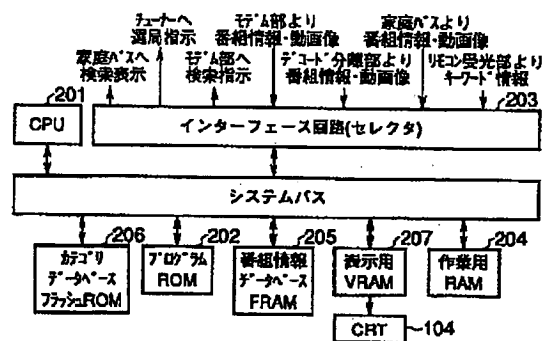 チューナーへ
選局指示
家庭バスへ
検索表示
モデム部へ
検索指示
モデム部より
番組情報・動画像
デコード分離部より
番組情報・動画像
家庭バスより
番組情報・動画像
リモコン受光部より
キーワード情報
201
CPU
203
インターフェース回路(セレクタ)
システムバス
206
カテゴリ
データベース
フラッシュROM
202
プログラム
ROM
205
番組情報
データベース
FRAM
207
表示用
VRAM
204
作業用
RAM
CRT
104